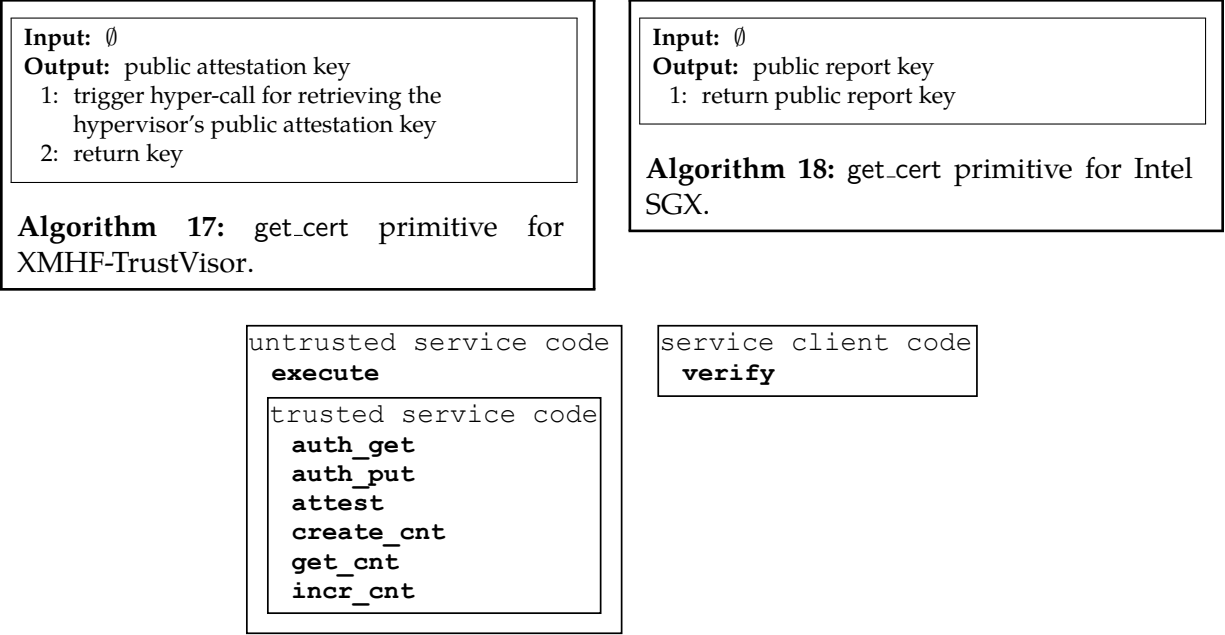 Input: ∅
Output: public attestation key
1: trigger hyper-call for retrieving the
hypervisor's public attestation key
2: return key
Algorithm 17: get_cert primitive for
XMHF-TrustVisor.
Input: ∅
Output: public report key
1: return public report key
Algorithm 18: get_cert primitive for Intel
SGX.
untrusted service code
execute
trusted service code
auth_get
auth_put
attest
create_cnt
get_cnt
incr_cnt
service client code
verify